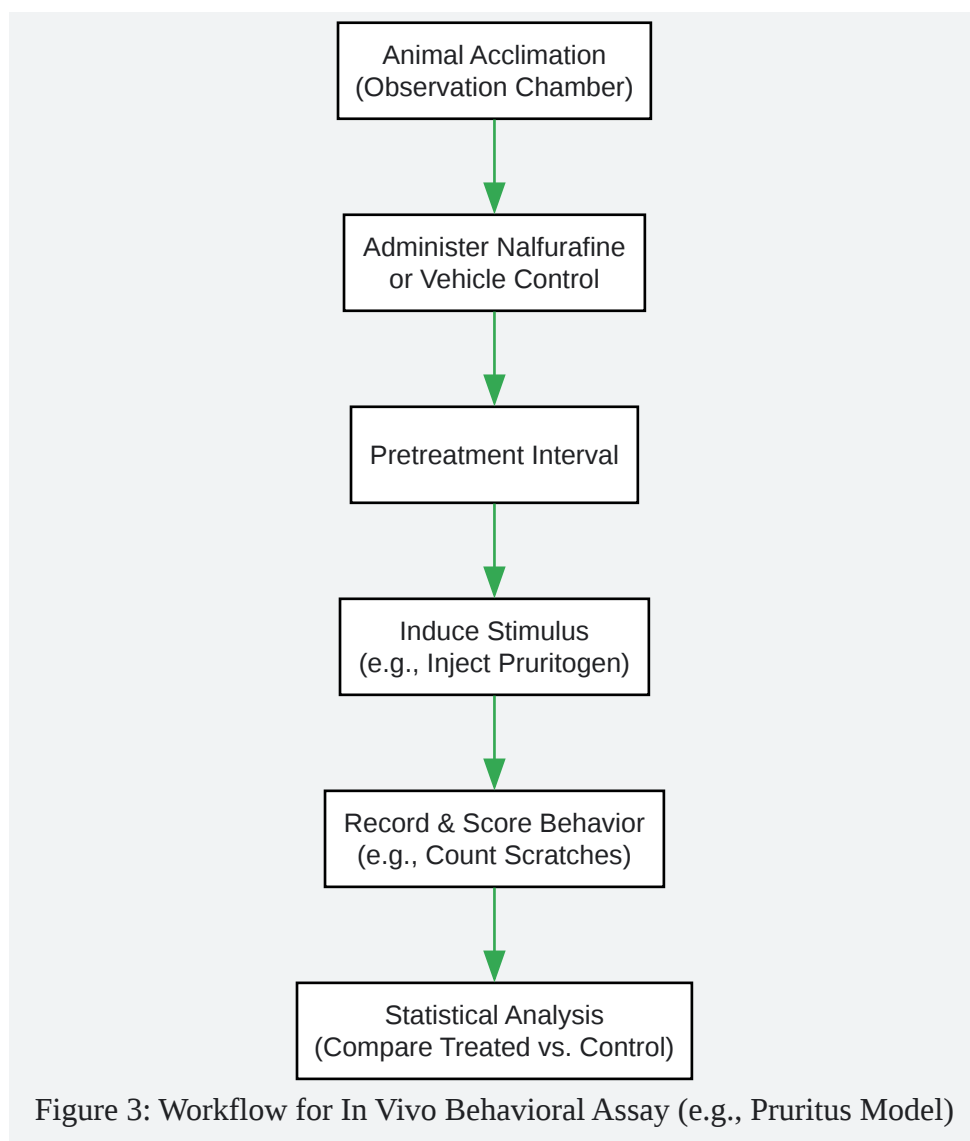 Animal Acclimation
(Observation Chamber)
Administer Nalfurafine
or Vehicle Control
Pretreatment Interval
Induce Stimulus
(e.g., Inject Pruritogen)
Record & Score Behavior
(e.g., Count Scratches)
Statistical Analysis
(Compare Treated vs. Control)
Figure 3: Workflow for In Vivo Behavioral Assay (e.g., Pruritus Model)